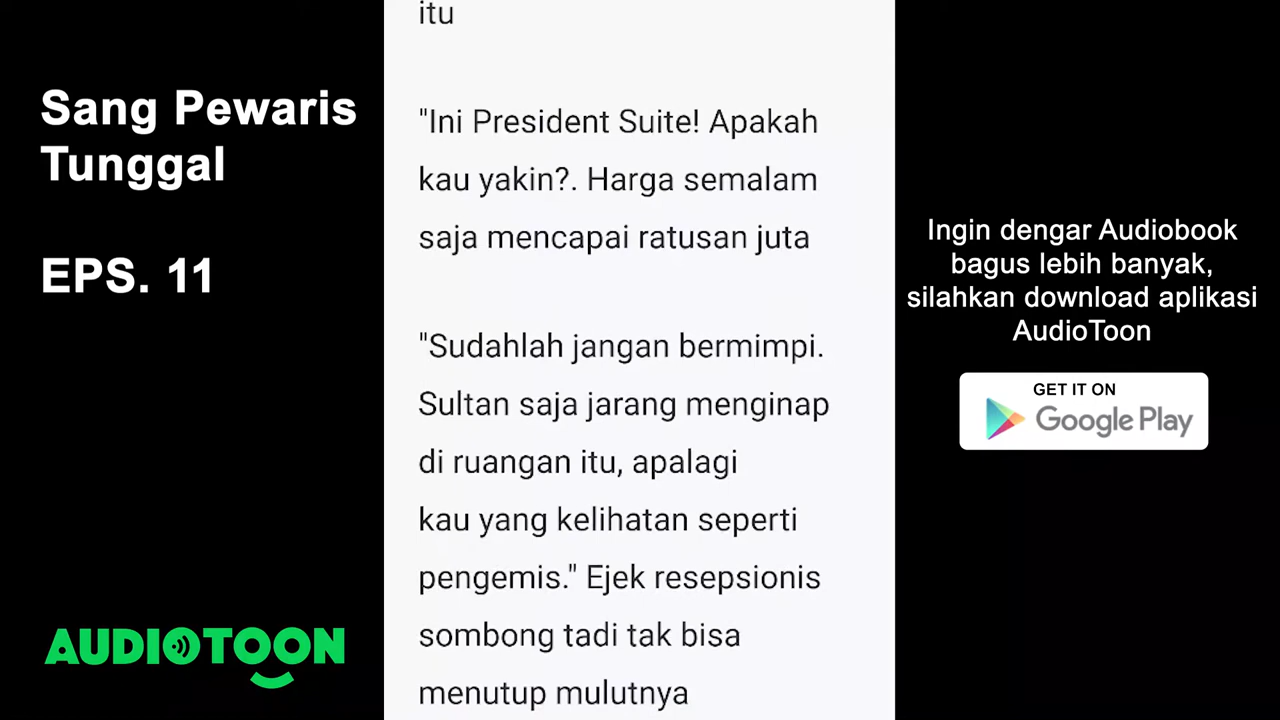 Sang Pewaris
Tunggal
EPS. 11
AUDIOTOON
itu
"Ini President Suite! Apakah
kau yakin?. Harga semalam
saja mencapai ratusan juta
"Sudahlah jangan bermimpi.
Sultan saja jarang menginap
di ruangan itu, apalagi
kau yang kelihatan seperti
pengemis." Ejek resepsionis
sombong tadi tak bisa
menutup mulutnya
Ingin dengar Audiobook
bagus lebih banyak,
silahkan download aplikasi
AudioToon
GET IT ON
Google Play